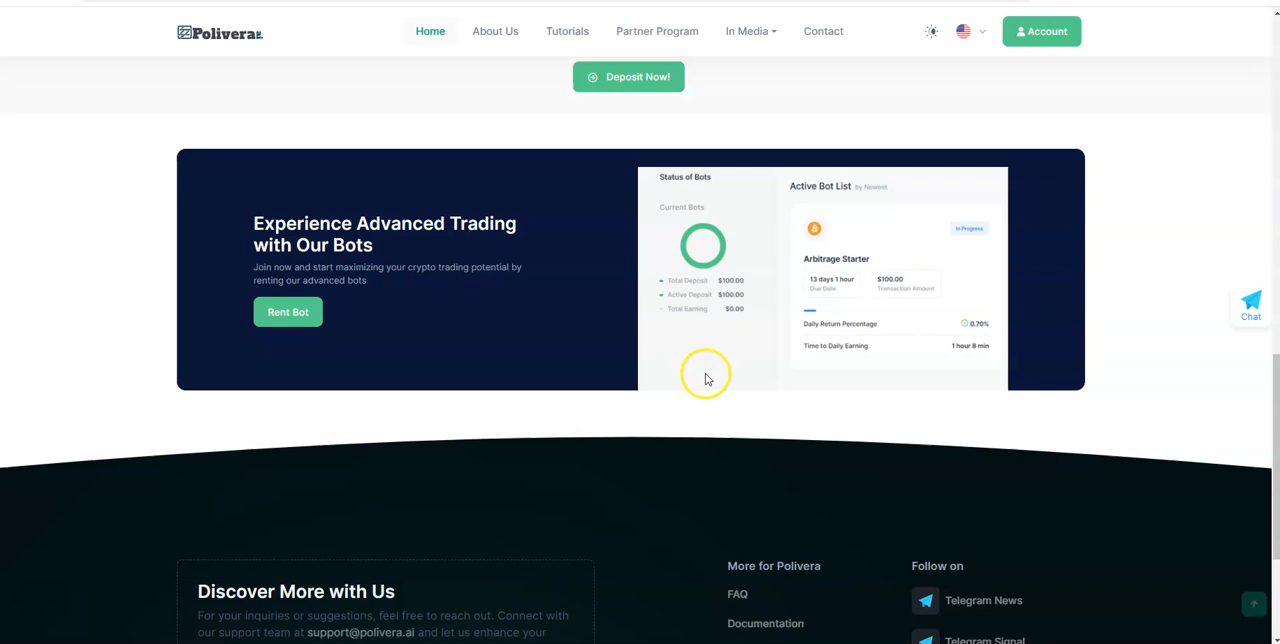 Polivera
Home
About Us
Tutorials
Partner Program
In Media
Contact
Account
Deposit Now!
Experience Advanced Trading
with Our Bots
Join now and start maximizing your crypto trading potential by
renting our advanced bots
Rent Bot
Status of Bots
Current Bots
Total Deposit $100.00
Active Deposit $100.00
Total Earning $0.00
Active Bot List by Newest
In Progress
Arbitrage Starter
13 days 1 hour
Due Date
$100.00
Transaction Amount
Daily Return Percentage 0.70%
Time to Daily Earning 1 hour 8 min
Chat
Discover More with Us
For your inquiries or suggestions, feel free to reach out. Connect with
our support team at support@polivera.ai and let us enhance your
More for Polivera
FAQ
Documentation
Follow on
Telegram News
Telegram Signal